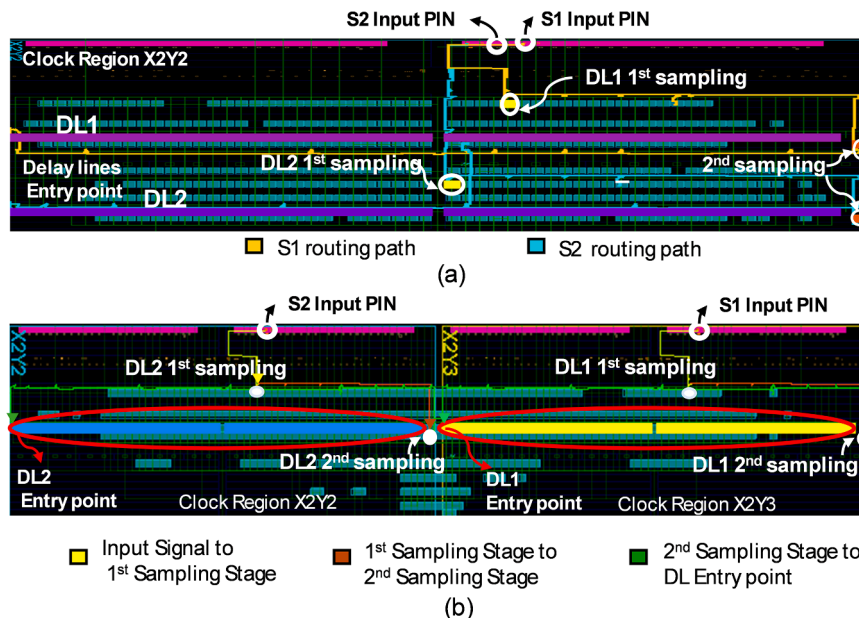 S2 Input PIN
S1 Input PIN
X2Y2
Clock Region X2Y2
DL1 1st sampling
DL1
DL2 1st sampling
2nd sampling
Delay lines
Entry point
DL2
S1 routing path
S2 routing path
(a)
S2 Input PIN
S1 Input PIN
X2Y2
X2Y3
DL2 1st sampling
DL1 1st sampling
DL2
Entry point
DL2 2nd sampling
DL1
Entry point
DL1 2nd sampling
Clock Region X2Y2
Clock Region X2Y3
Input Signal to
1st Sampling Stage
1st Sampling Stage to
2nd Sampling Stage
2nd Sampling Stage to
DL Entry point
(b)